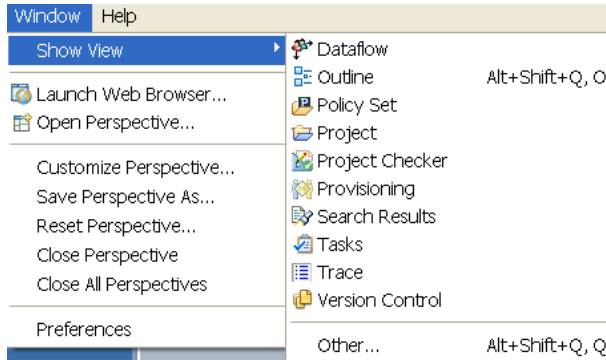 Window Help
Show View
Launch Web Browser...
Open Perspective...
Customize Perspective...
Save Perspective As...
Reset Perspective...
Close Perspective
Close All Perspectives
Preferences
Dataflow
Outline Alt+Shift+Q, O
Policy Set
Project
Project Checker
Provisioning
Search Results
Tasks
Trace
Version Control
Other... Alt+Shift+Q, Q